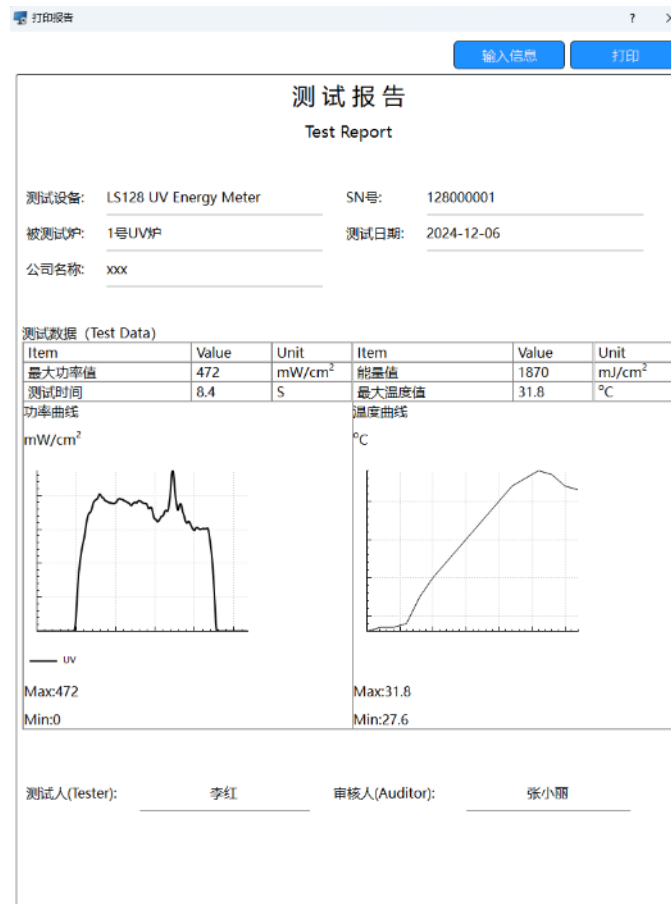 打印报告 ?
输入信息 打印
测试报告
Test Report
测试设备: LS128 UV Energy Meter SN号: 128000001
被测试炉: 1号UV炉 测试日期: 2024-12-06
公司名称: xxx
测试数据 (Test Data)
Item Value Unit Item Value Unit
最大功率值 472 mW/cm² 能量值 1870 mJ/cm²
测试时间 8.4 S 最大温度值 31.8 °C
功率曲线 温度曲线
mW/cm² °C
UV
Max:472 Max:31.8
Min:0 Min:27.6
测试人(Tester): 李红 审核人(Auditor): 张小丽